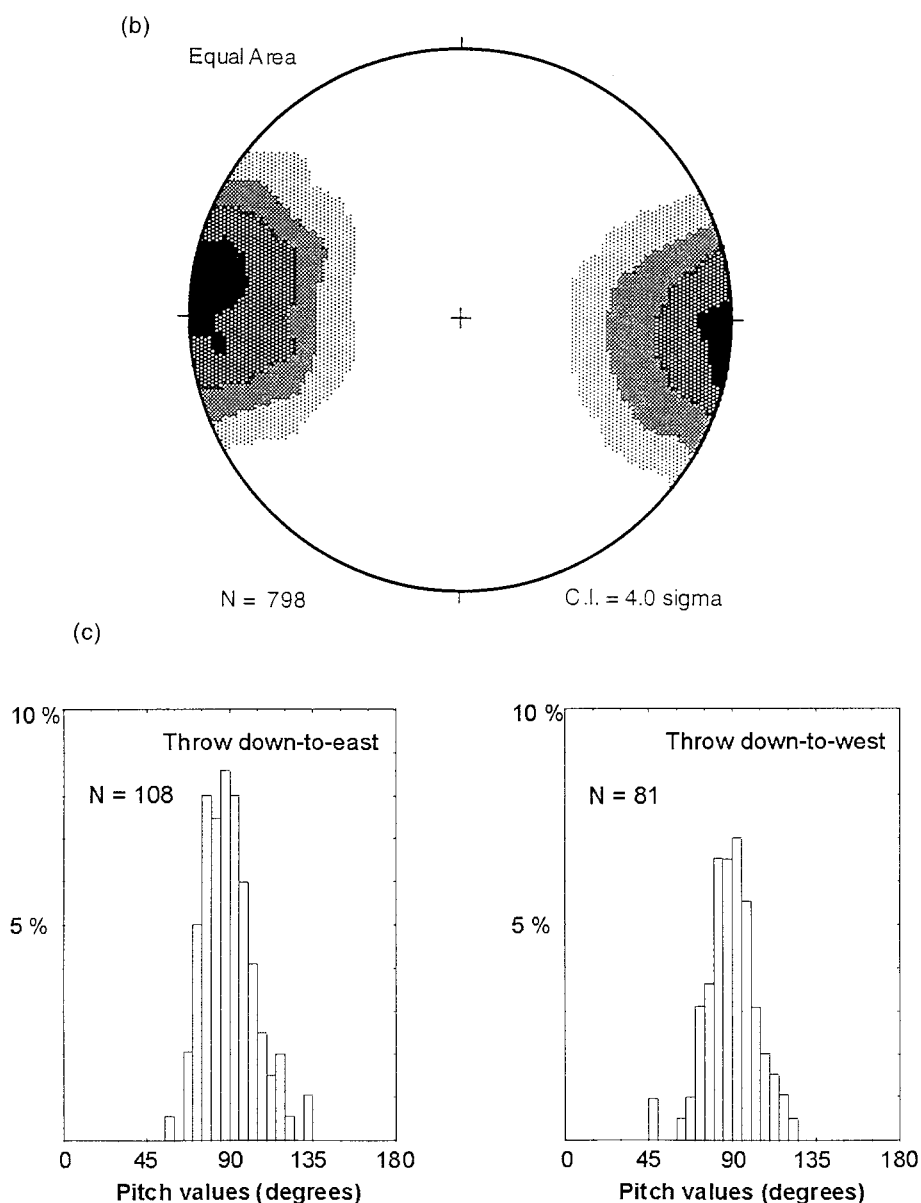 (b)
Equal Area
N = 798
C.I. = 4.0 sigma
(c)
10 %
Throw down-to-east
N = 108
5 %
0 45 90 135 180
Pitch values (degrees)
10 %
Throw down-to-west
N = 81
5 %
0 45 90 135 180
Pitch values (degrees)